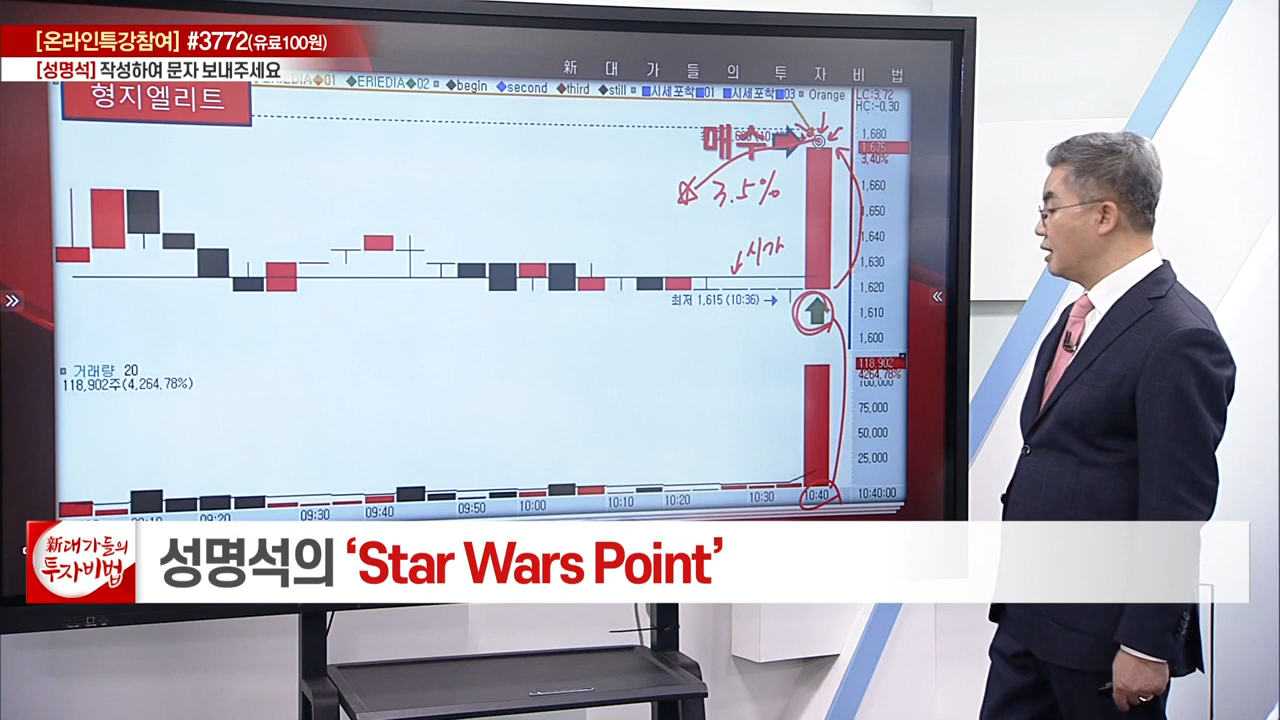 [온라인특강참여] #3772(유료100원)
[성명석] 작성하여 문자 보내주세요
新 대 가 들 의 투 자 비 법
01 ◆ERIEDIA◆02 ◆begin ◆second ◆third ◆still 시세포착 01 시세포착 03 Orange
LC:3.72
HC:-0.30
형지엘리트
매수
1,680
1,675
3.40%
3.5%
1,660
1,650
시가
1,640
1,630
1,620
최저 1,615 (10:36)
1,610
1,600
거래량 20
118,902주(4,264.78%)
118,902
4264.78%
100,000
75,000
50,000
25,000
09:20 09:30 09:40 09:50 10:00 10:10 10:20 10:30 10:40 10:40:00
新대가들의
투자비법
성명석의 ‘Star Wars Point’